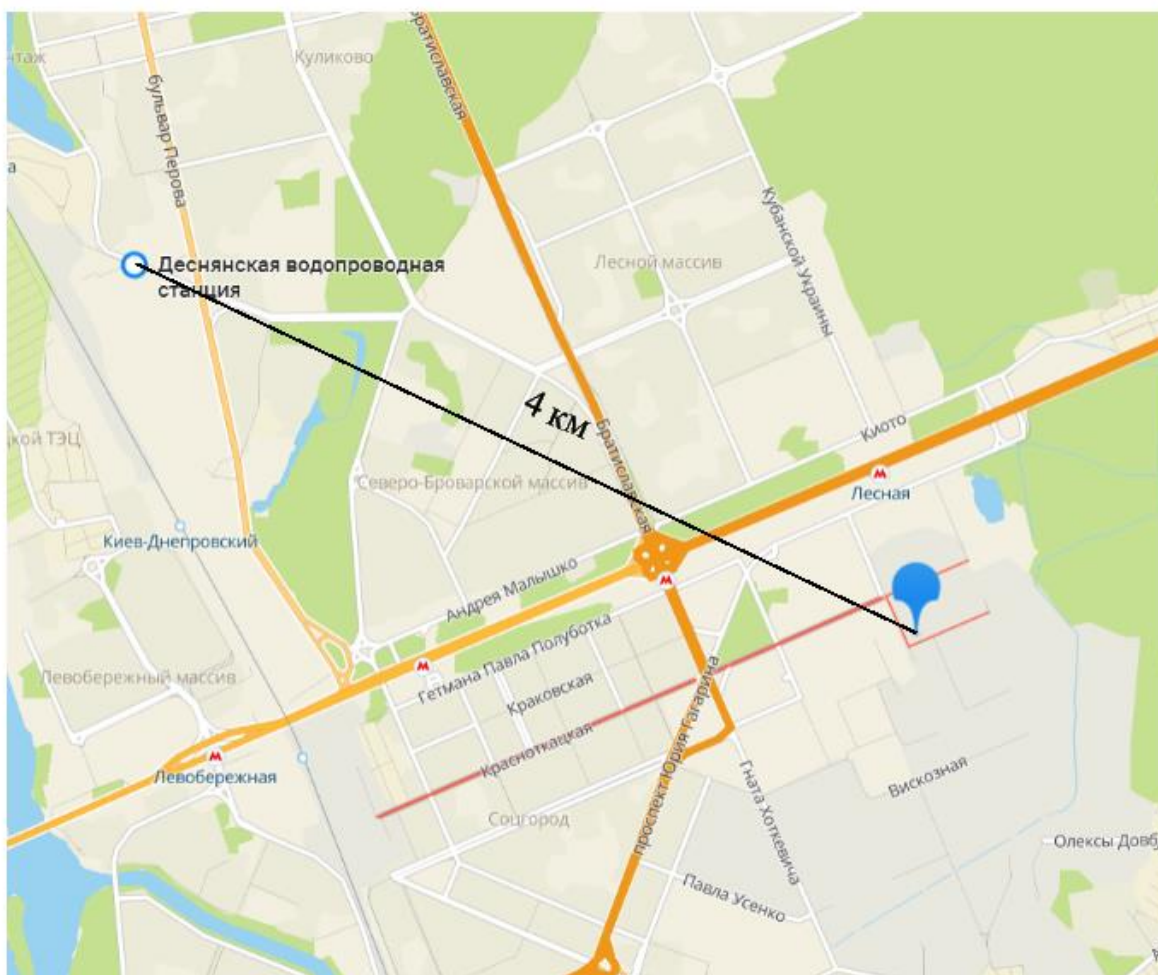 нтаж
Куликово
Братиславская
бульвар Перова
а
Деснянская водопроводная
станция
Лесной массив
Кубанской Украины
4 км
Братиславская
Киото
М
Лесная
цкой ТЭЦ
Северо-Броварской массив
Киев-Днепровский
Андрея Малышко
М
Гетмана Павла Полуботка
М
Левобережный массив
Краковская
Красноткацкая
проспект Юрия Гагарина
М
Левобережная
Соцгород
Гната Хоткевича
Вискозная
Олексы Довб
Павла Усенко